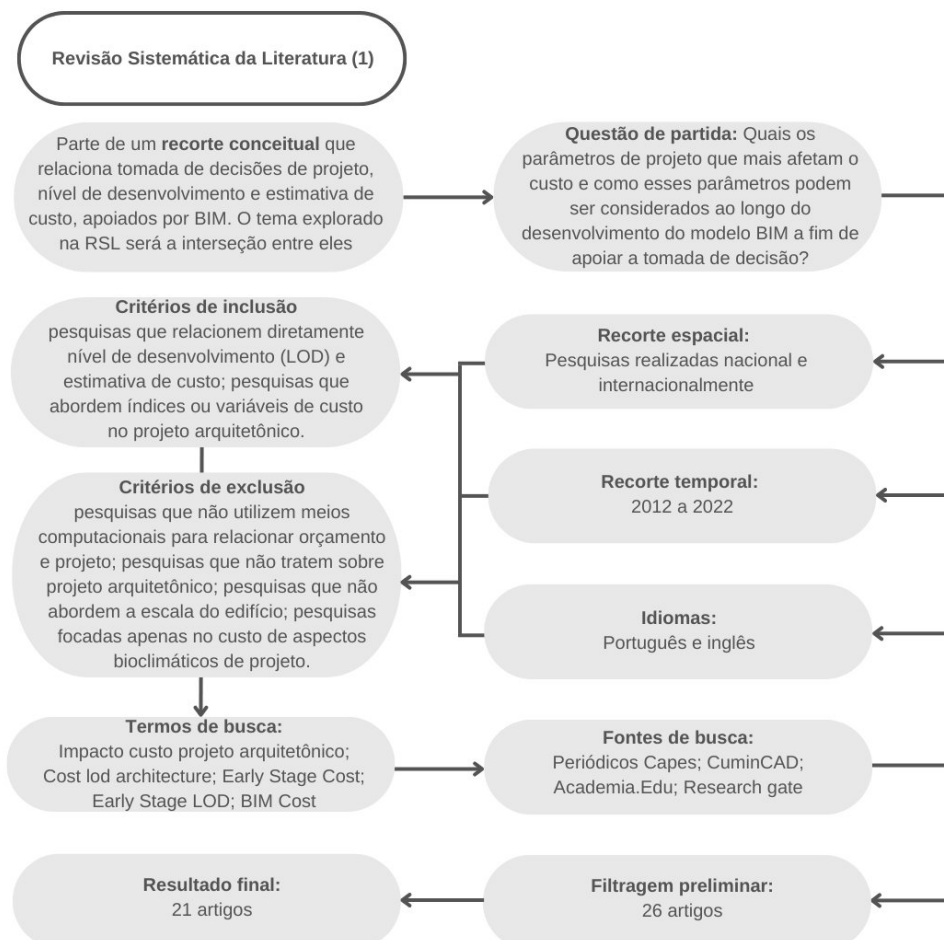 Revisão Sistemática da Literatura (1)
Parte de um recorte conceitual que
relaciona tomada de decisões de projeto,
nível de desenvolvimento e estimativa de
custo, apoiados por BIM. O tema explorado
na RSL será a interseção entre eles
Questão de partida: Quais os
parâmetros de projeto que mais afetam o
custo e como esses parâmetros podem
ser considerados ao longo do
desenvolvimento do modelo BIM a fim de
apoiar a tomada de decisão?
Recorte espacial:
Pesquisas realizadas nacional e
internacionalmente
Recorte temporal:
2012 a 2022
Idiomas:
Português e inglês
Critérios de inclusão
pesquisas que relacionem diretamente
nível de desenvolvimento (LOD) e
estimativa de custo; pesquisas que
abordem índices ou variáveis de custo
no projeto arquitetônico.
Critérios de exclusão
pesquisas que não utilizem meios
computacionais para relacionar orçamento
e projeto; pesquisas que não tratem sobre
projeto arquitetônico; pesquisas que não
abordem a escala do edifício; pesquisas
focadas apenas no custo de aspectos
bioclimáticos de projeto.
Termos de busca:
Impacto custo projeto arquitetônico;
Cost lod architecture; Early Stage Cost;
Early Stage LOD; BIM Cost
Fontes de busca:
Periódicos Capes; CuminCAD;
Academia.Edu; Research gate
Filtragem preliminar:
26 artigos
Resultado final:
21 artigos